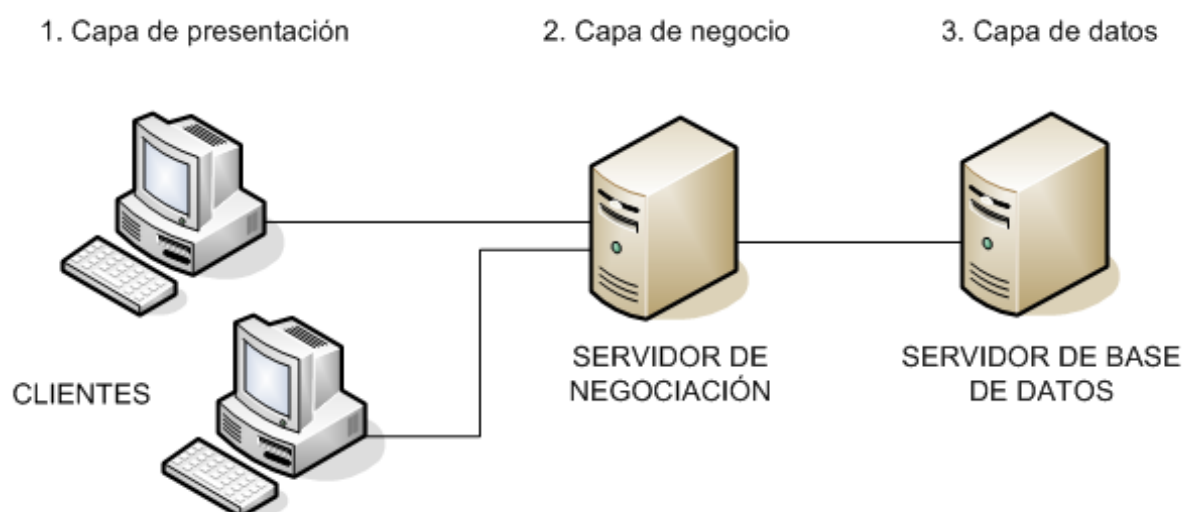 1. Capa de presentación
2. Capa de negocio
3. Capa de datos
CLIENTES
SERVIDOR DE
NEGOCIACIÓN
SERVIDOR DE BASE
DE DATOS